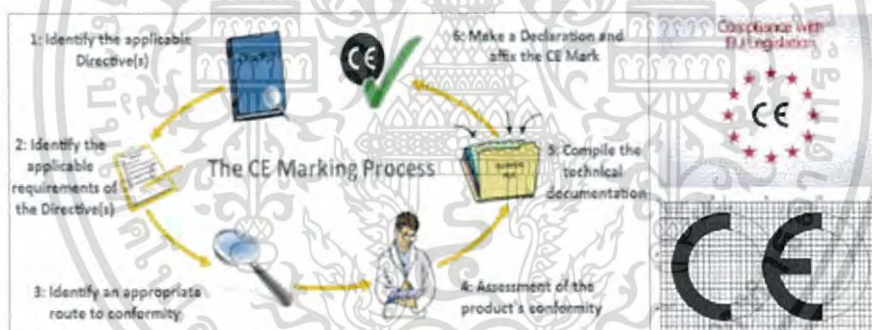 1: Identify the applicable
Directive(s)
2: Identify the
applicable
requirements of
the Directive(s)
The CE Marking Process
3: Identify an appropriate
route to conformity
4: Assessment of the
product's conformity
5: Compile the
technical
documentation
6: Make a Declaration and
affix the CE Mark
CE
Compliance with
EU Legislation
CE
CE